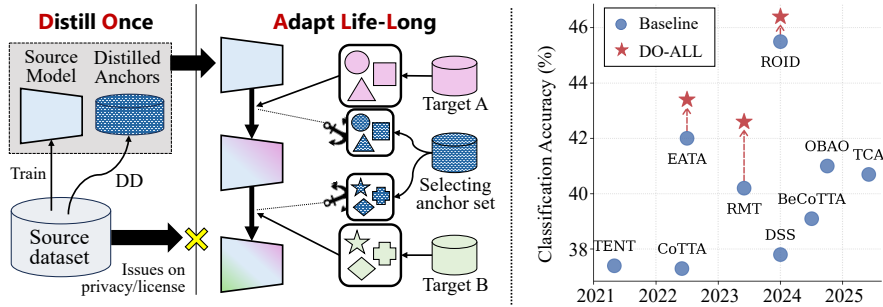 Distill Once
Source
Model
Distilled
Anchors
Train
DD
Source
dataset
Issues on
privacy/license
Adapt Life-Long
Target A
Selecting
anchor set
Target B
Classification Accuracy (%)
46
44
42
40
38
2021
2022
2023
2024
2025
Baseline
DO-ALL
ROID
EATA
RMT
OBAO
TCA
BeCoTTA
DSS
TENT
CoTTA